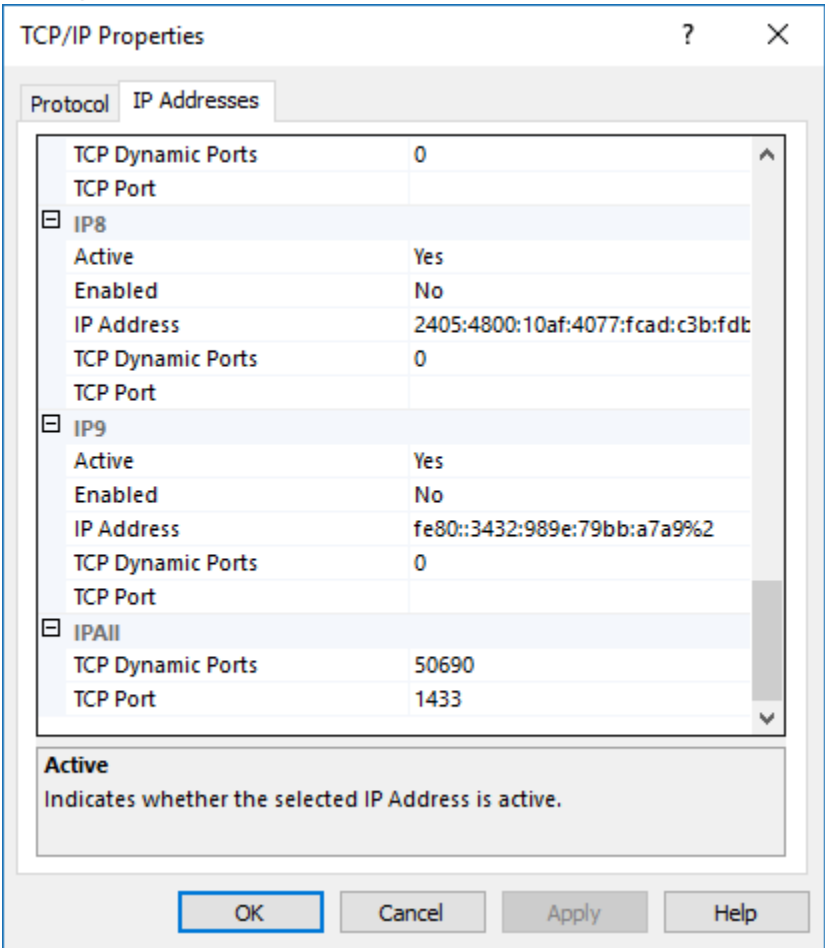 TCP/IP Properties ?
Protocol IP Addresses
TCP Dynamic Ports 0
TCP Port
IP8
Active Yes
Enabled No
IP Address 2405:4800:10af:4077:fcad:c3b:fdb
TCP Dynamic Ports 0
TCP Port
IP9
Active Yes
Enabled No
IP Address fe80::3432:989e:79bb:a7a9%2
TCP Dynamic Ports 0
TCP Port
IPAll
TCP Dynamic Ports 50690
TCP Port 1433
Active
Indicates whether the selected IP Address is active.
OK Cancel Apply Help